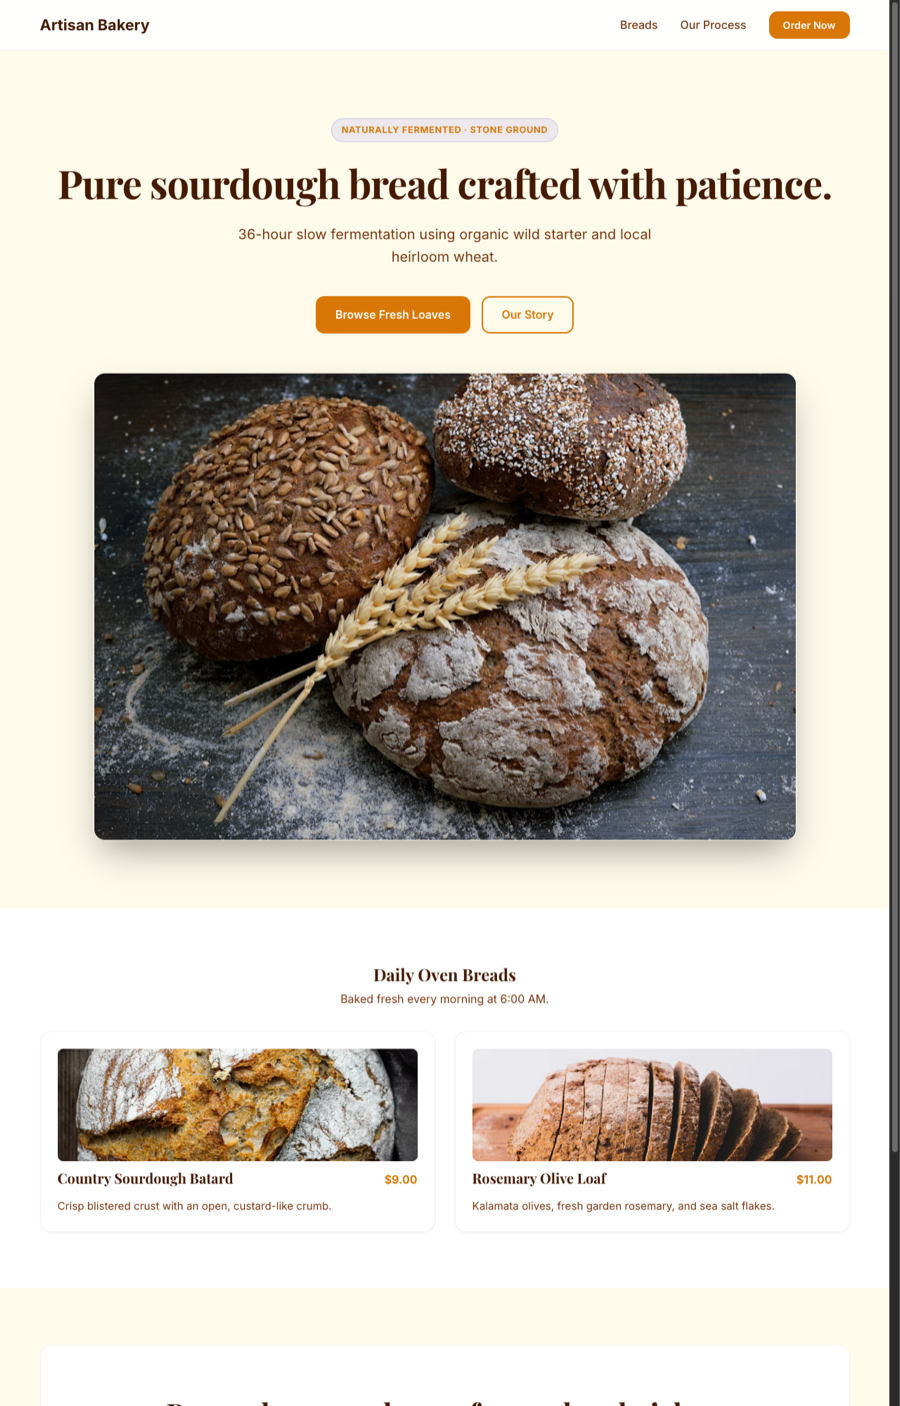 Artisan Bakery
Breads
Our Process
Order Now
NATURALLY FERMENTED · STONE GROUND
Pure sourdough bread crafted with patience.
36-hour slow fermentation using organic wild starter and local
heirloom wheat.
Browse Fresh Loaves
Our Story
Daily Oven Breads
Baked fresh every morning at 6:00 AM.
Country Sourdough Batard
$9.00
Crisp blistered crust with an open, custard-like crumb.
Rosemary Olive Loaf
$11.00
Kalamata olives, fresh garden rosemary, and sea salt flakes.